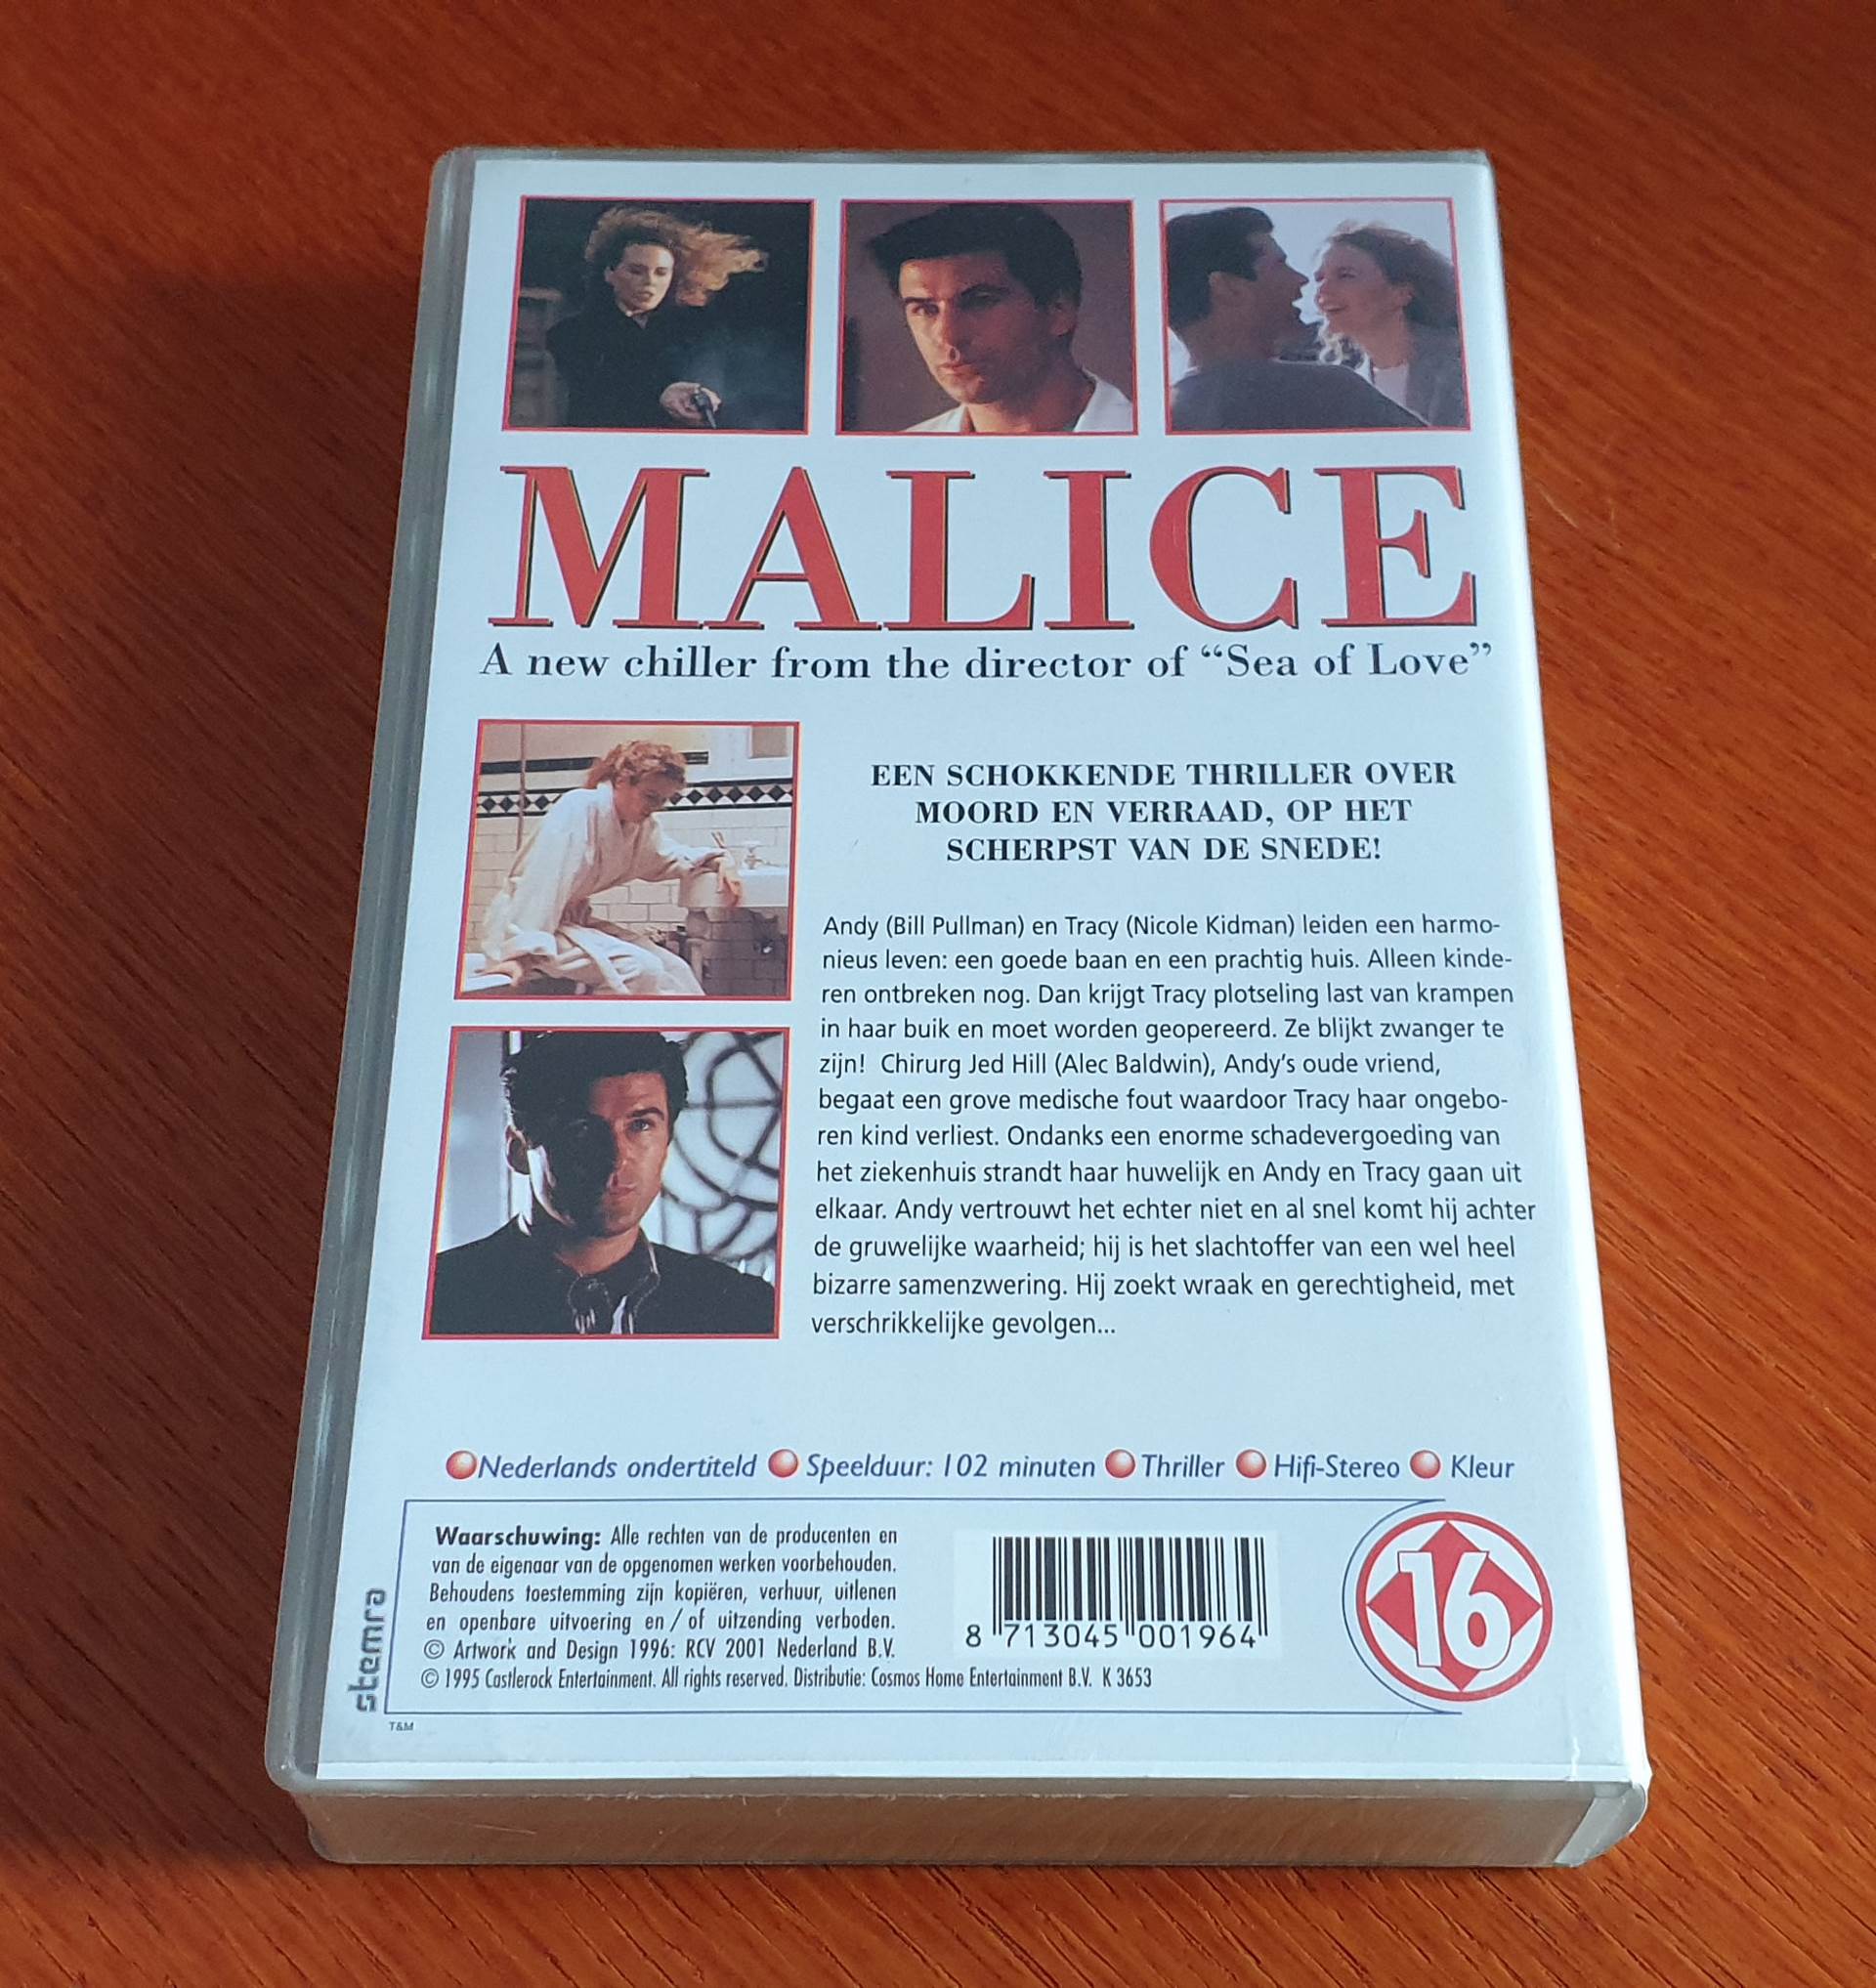 MALICE
A new chiller from the director of “Sea of Love”
EEN SCHOKKENDE THRILLER OVER
MOORD EN VERRAAD, OP HET
SCHERPST VAN DE SNEDE!
Andy (Bill Pullman) en Tracy (Nicole Kidman) leiden een harmo-
nieus leven: een goede baan en een prachtig huis. Alleen kinde-
ren ontbreken nog. Dan krijgt Tracy plotseling last van krampen
in haar buik en moet worden geopereerd. Ze blijkt zwanger te
zijn! Chirurg Jed Hill (Alec Baldwin), Andy’s oude vriend,
begaat een grove medische fout waardoor Tracy haar ongebo-
ren kind verliest. Ondanks een enorme schadevergoeding van
het ziekenhuis strandt haar huwelijk en Andy en Tracy gaan uit
elkaar. Andy vertrouwt het echter niet en al snel komt hij achter
de gruwelijke waarheid; hij is het slachtoffer van een wel heel
bizarre samenzwering. Hij zoekt wraak en gerechtigheid, met
verschrikkelijke gevolgen...
Nederlands ondertiteld Speelduur: 102 minuten Thriller Hifi-Stereo Kleur
Waarschuwing: Alle rechten van de producenten en
van de eigenaar van de opgenomen werken voorbehouden.
Behoudens toestemming zijn kopiëren, verhuur, uitlenen
en openbare uitvoering en / of uitzending verboden.
© Artwork and Design 1996: RCV 2001 Nederland B.V.
© 1995 Castlerock Entertainment. All rights reserved. Distributie: Cosmos Home Entertainment B.V. K 3653
8 713045 001964
16
stemra
T&M